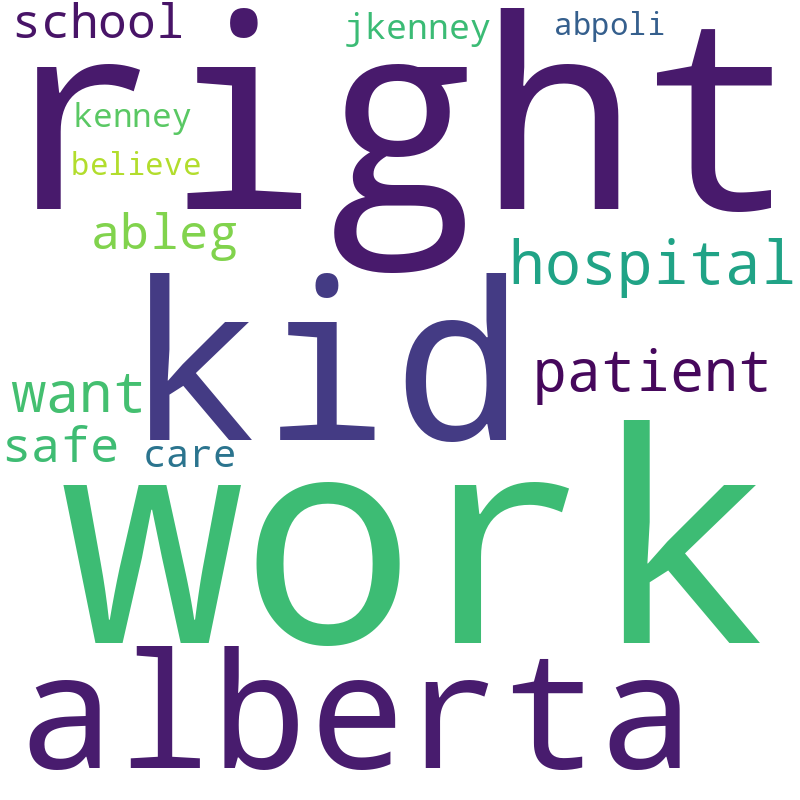 school
jkenney
abpoli
right
kenney
believe
ableg
hospital
kid
patient
want
safe
care
work
alberta